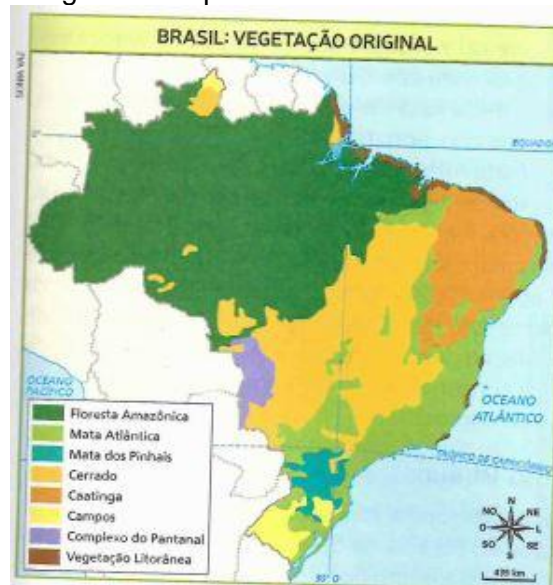 BRASIL: VEGETAÇÃO ORIGINAL
EQUADOR
OCEANO
PACÍFICO
OCEANO
ATLÂNTICO
TRÓPICO DE CAPRICÓRNIO
Floresta Amazônica
Mata Atlântica
Mata dos Pinhais
Cerrado
Caatinga
Campos
Complexo do Pantanal
Vegetação Litorânea
N
NO
NE
O
L
SO
SE
S
50° O